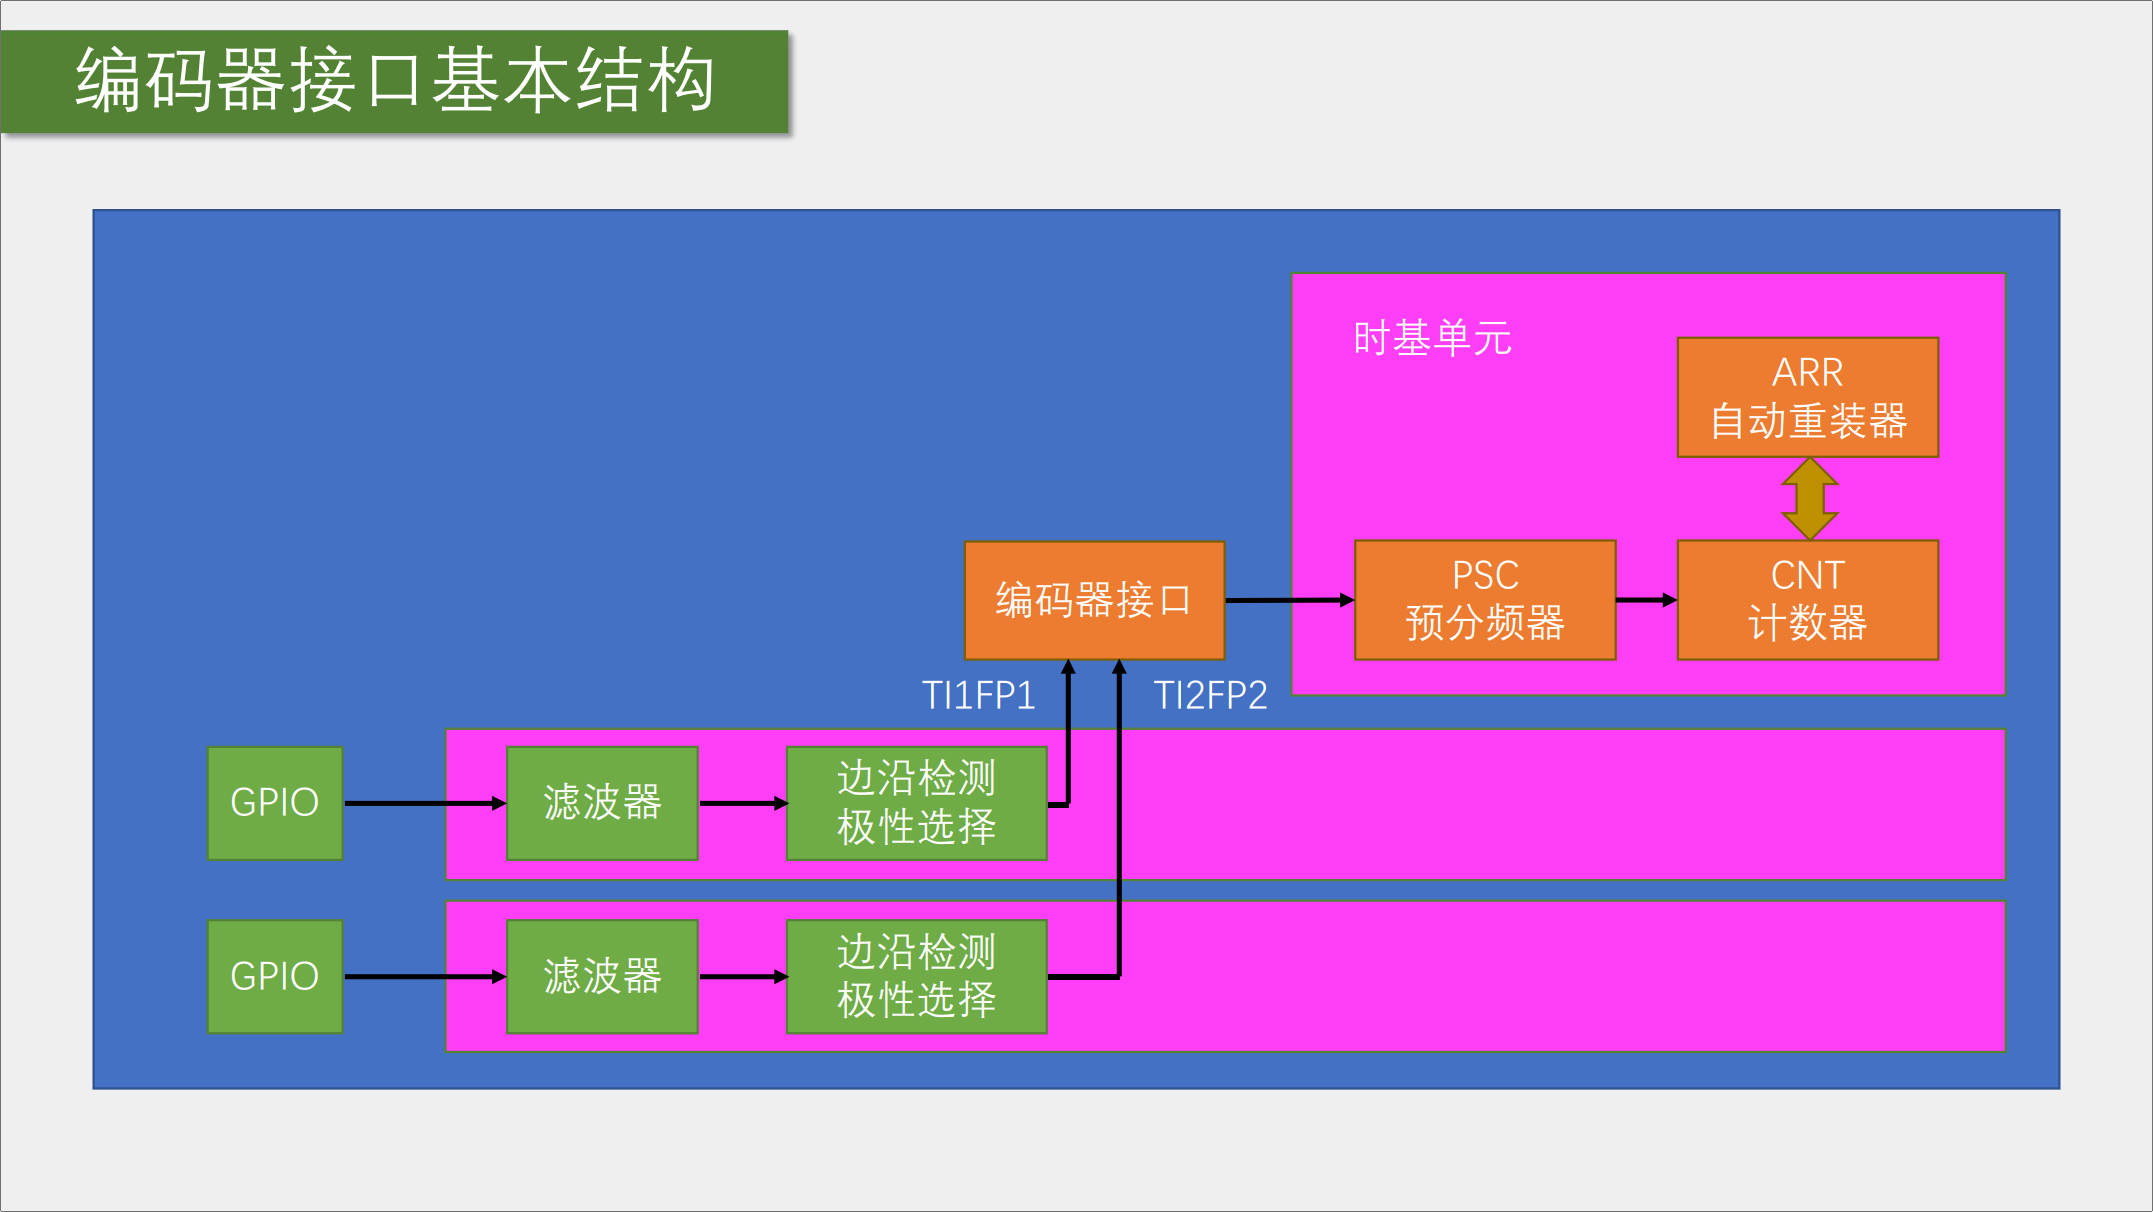 编码器接口基本结构
时基单元
ARR
自动重装器
编码器接口
PSC
预分频器
CNT
计数器
TI1FP1
TI2FP2
GPIO
滤波器
边沿检测
极性选择
GPIO
滤波器
边沿检测
极性选择